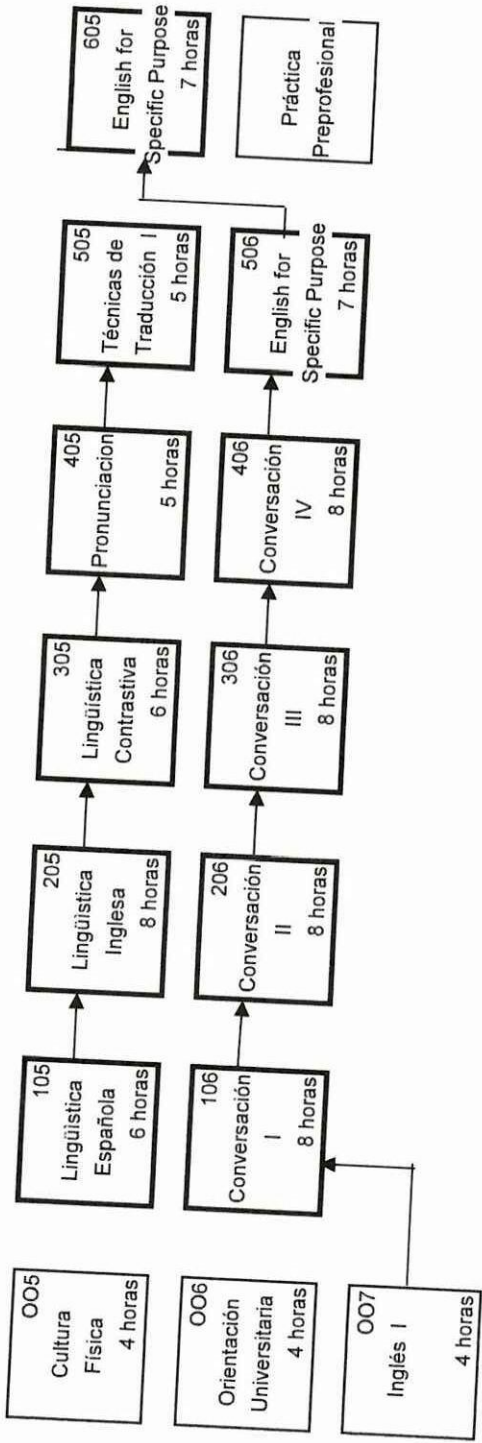 OO5
Cultura
Física
4 horas
105
Lingüistica
Española
6 horas
205
Lingüistica
Inglesa
8 horas
305
Lingüística
Contrastiva
6 horas
405
Pronunciacion
5 horas
505
Técnicas de
Traducción I
5 horas
605
English for
Specific Purpose
7 horas
OO6
Orientación
Universitaria
4 horas
106
Conversación
I
8 horas
206
Conversación
II
8 horas
306
Conversación
III
8 horas
406
Conversación
IV
8 horas
506
English for
Specific Purpose
7 horas
Práctica
Preprofesional
OO7
Inglés I
4 horas